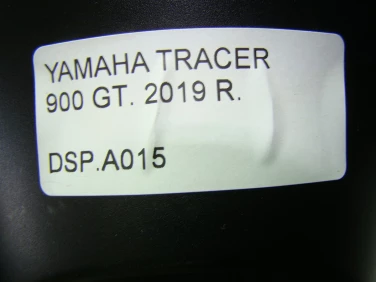 YAMAHA TRACER
900 GT. 2019 R.
DSP.A015